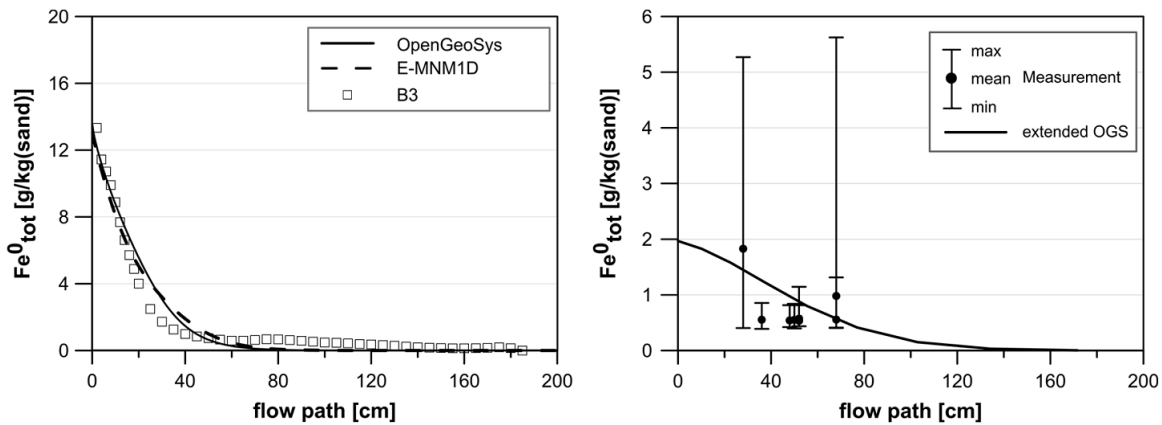 20
16
12
8
4
0
0
40
80
120
160
200
Fe0tot [g/kg(sand)]
flow path [cm]
OpenGeoSys
E-MNM1D
B3
6
5
4
3
2
1
0
0
40
80
120
160
200
Fe0tot [g/kg(sand)]
flow path [cm]
max
mean Measurement
min
extended OGS